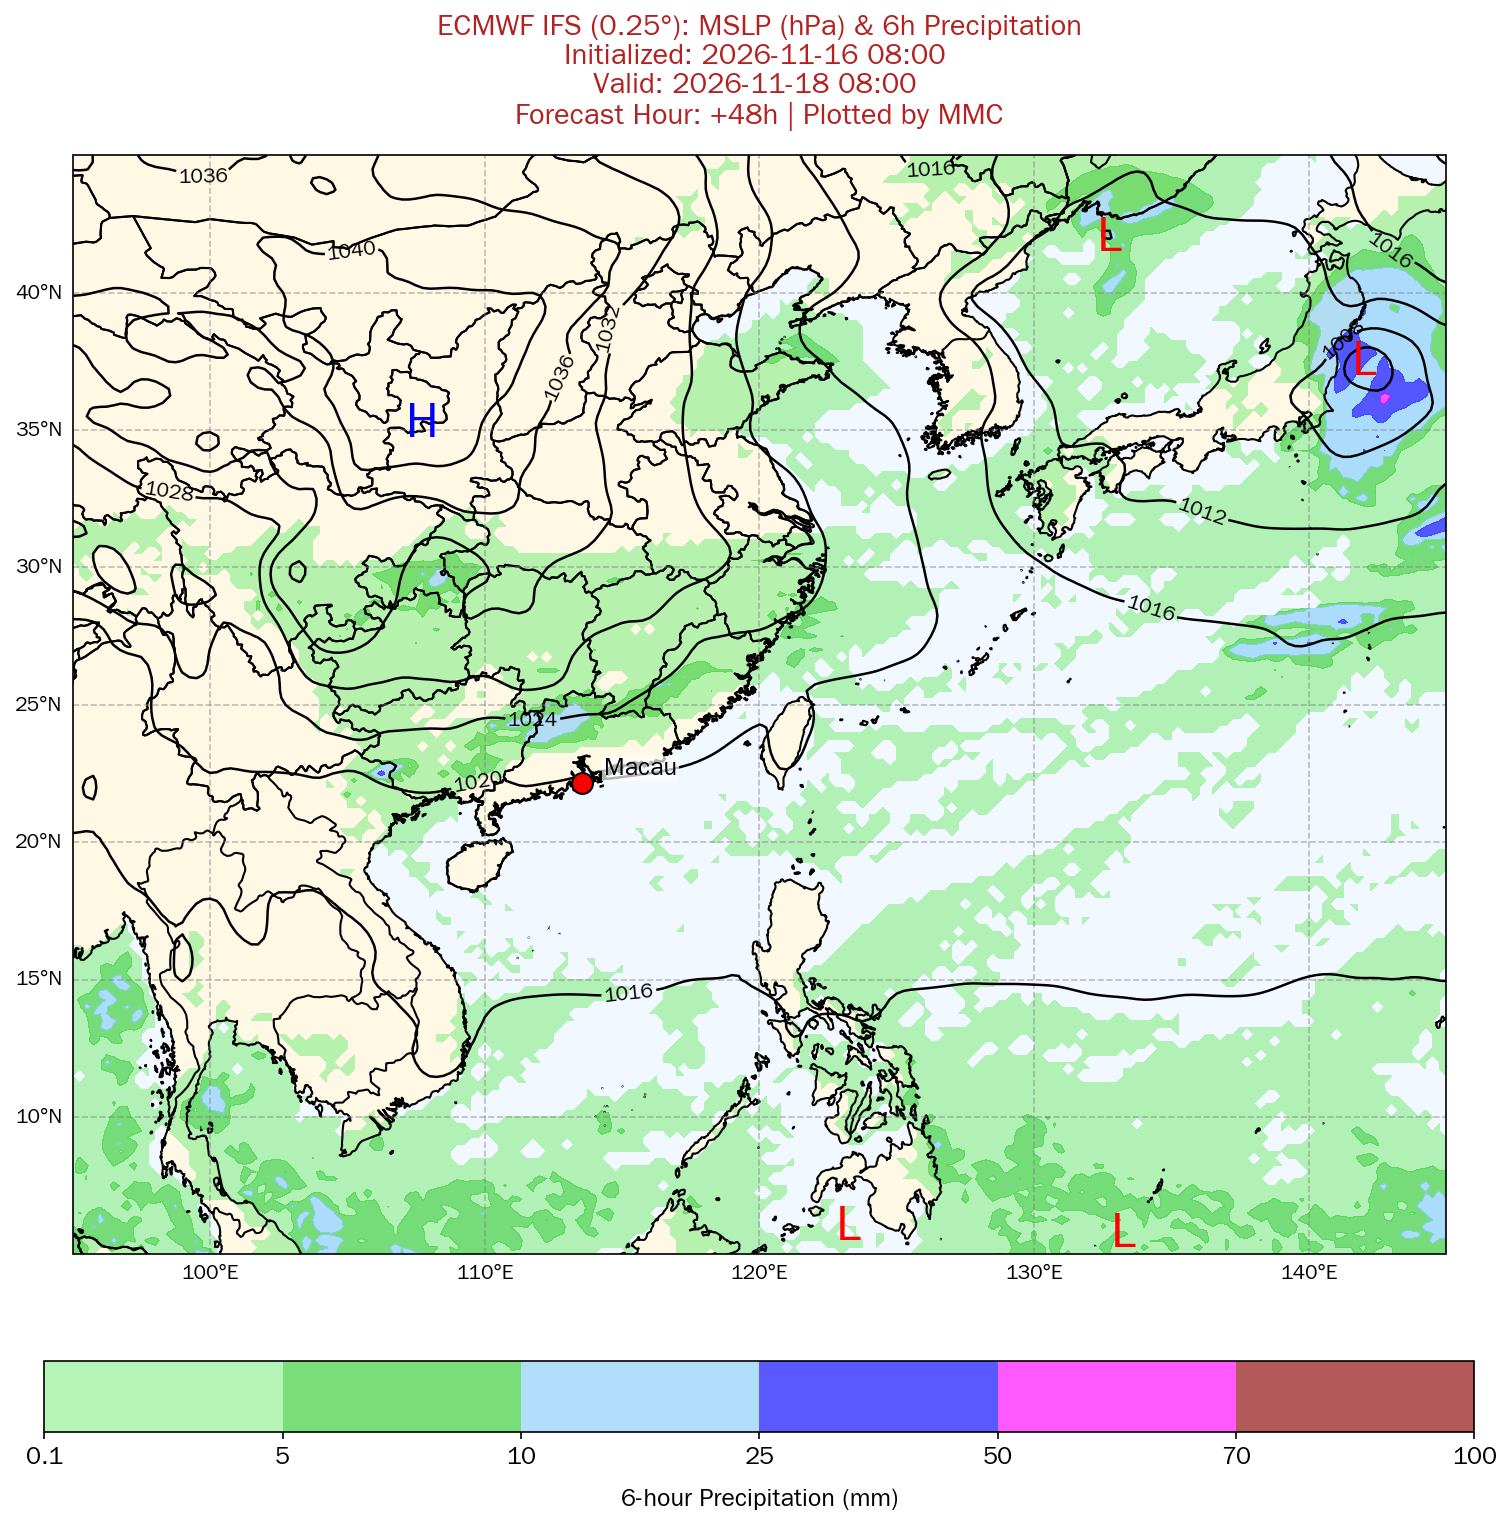 ECMWF IFS (0.25°): MSLP (hPa) & 6h Precipitation
Initialized: 2026-11-16 08:00
Valid: 2026-11-18 08:00
Forecast Hour: +48h | Plotted by MMC
1036
1016
L
1040
1016
40°N
1032
L
1036
H
35°N
1028
1012
30°N
1016
25°N
1024
Macau
1020
20°N
15°N
1016
10°N
L
L
100°E
110°E
120°E
130°E
140°E
0.1
5
10
25
50
70
100
6-hour Precipitation (mm)